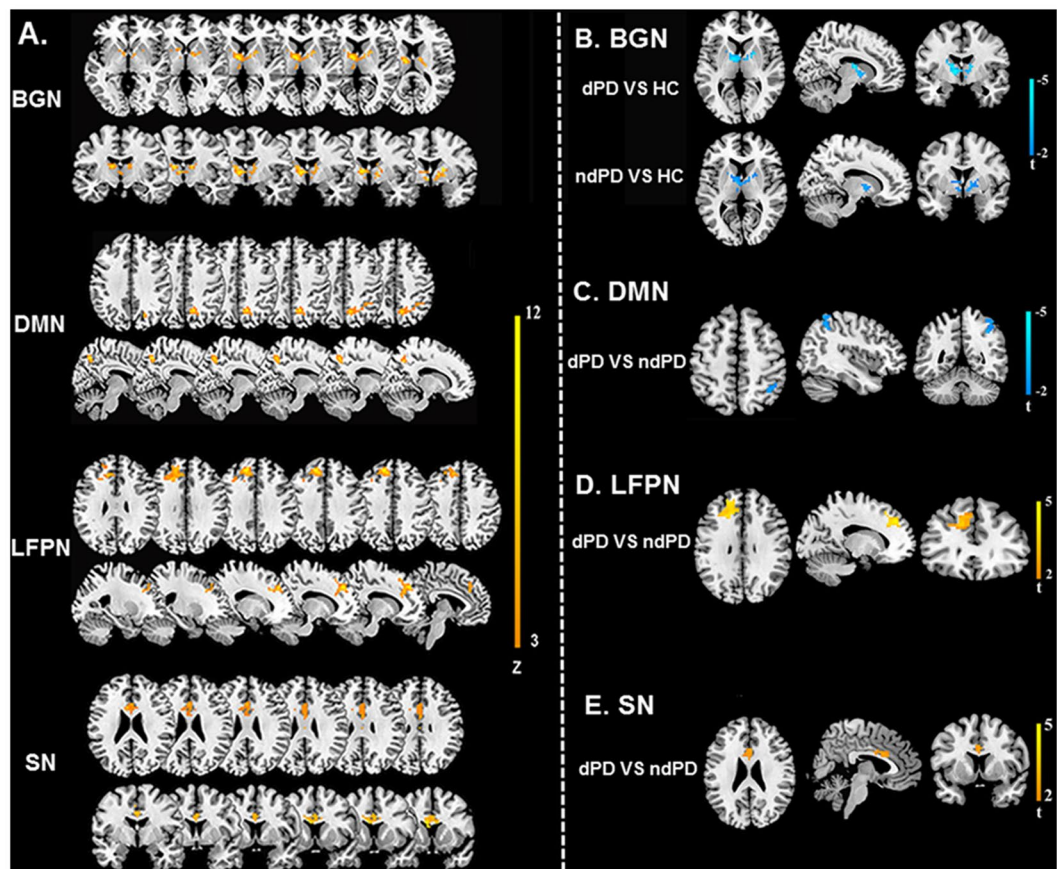 A.
BGN
DMN
LFPN
SN
12
3
Z
B. BGN
dPD VS HC
ndPD VS HC
-5
-2
t
C. DMN
dPD VS ndPD
-5
-2
t
D. LFPN
dPD VS ndPD
5
2
t
E. SN
dPD VS ndPD
5
2
t